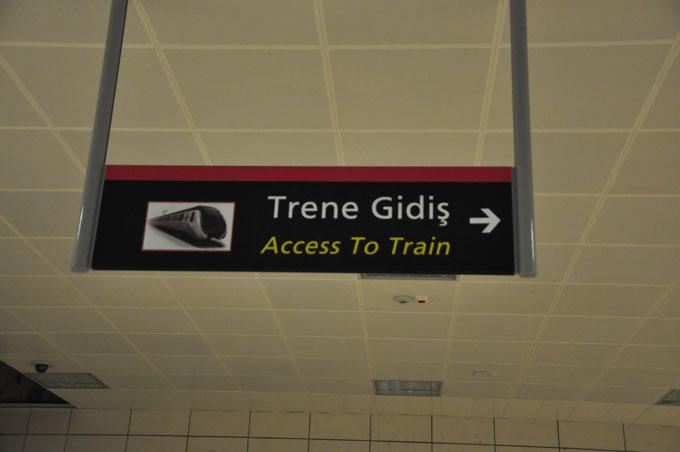 Trene Gidiş
Access To Train